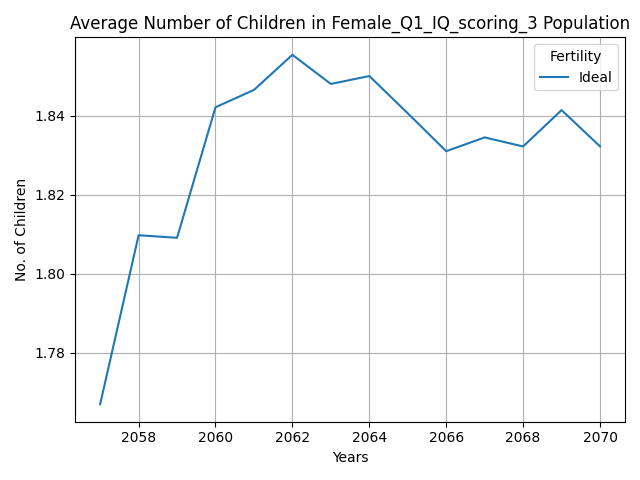 Average Number of Children in Female_Q1_IQ_scoring_3 Population
Fertility
Ideal
1.84
1.82
1.80
1.78
No. of Children
2058 2060 2062 2064 2066 2068 2070
Years